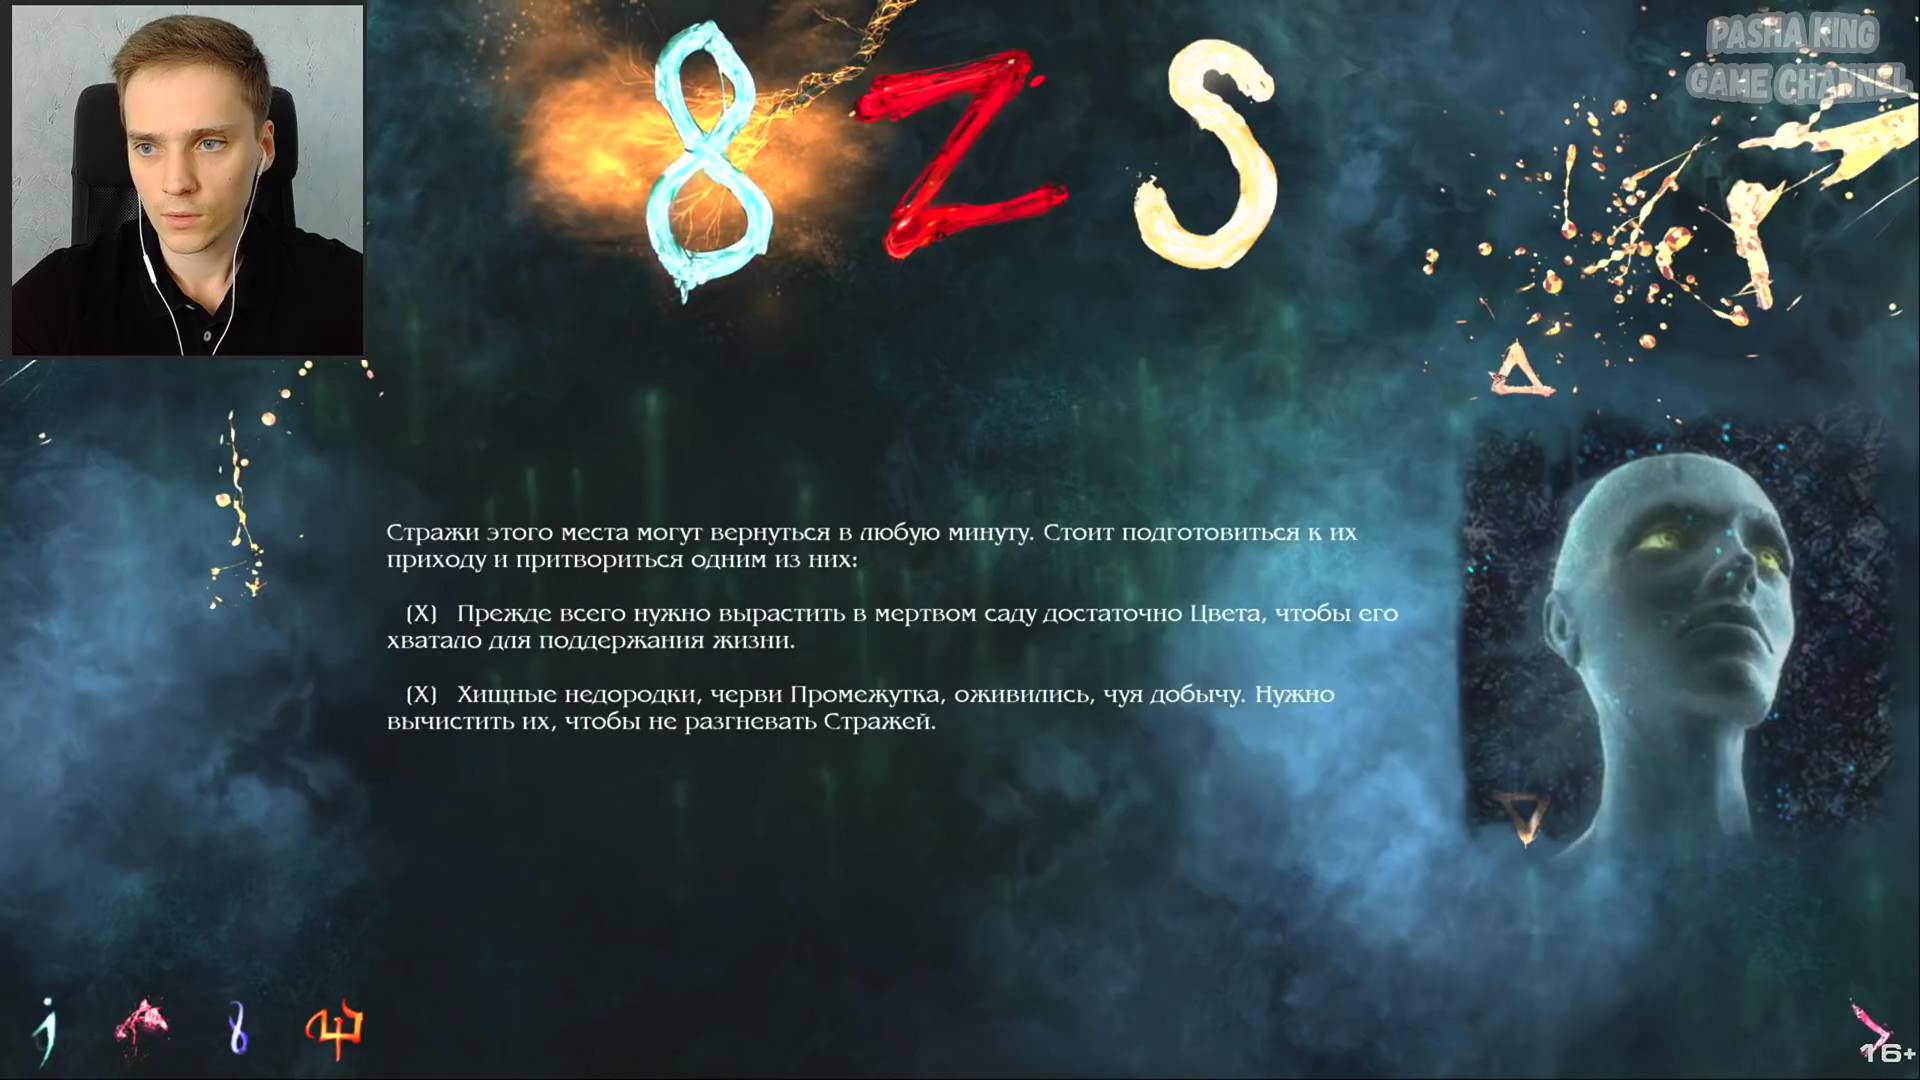 PASHA KING
GAME CHANNEL
8 Z S
Стражи этого места могут вернуться в любую минуту. Стоит подготовиться к их
приходу и притвориться одним из них:
(X) Прежде всего нужно вырастить в мертвом саду достаточно Цвета, чтобы его
хватало для поддержания жизни.
(X) Хищные недородки, черви Промежутка, оживились, чуя добычу. Нужно
вычистить их, чтобы не разгневать Стражей.
16+